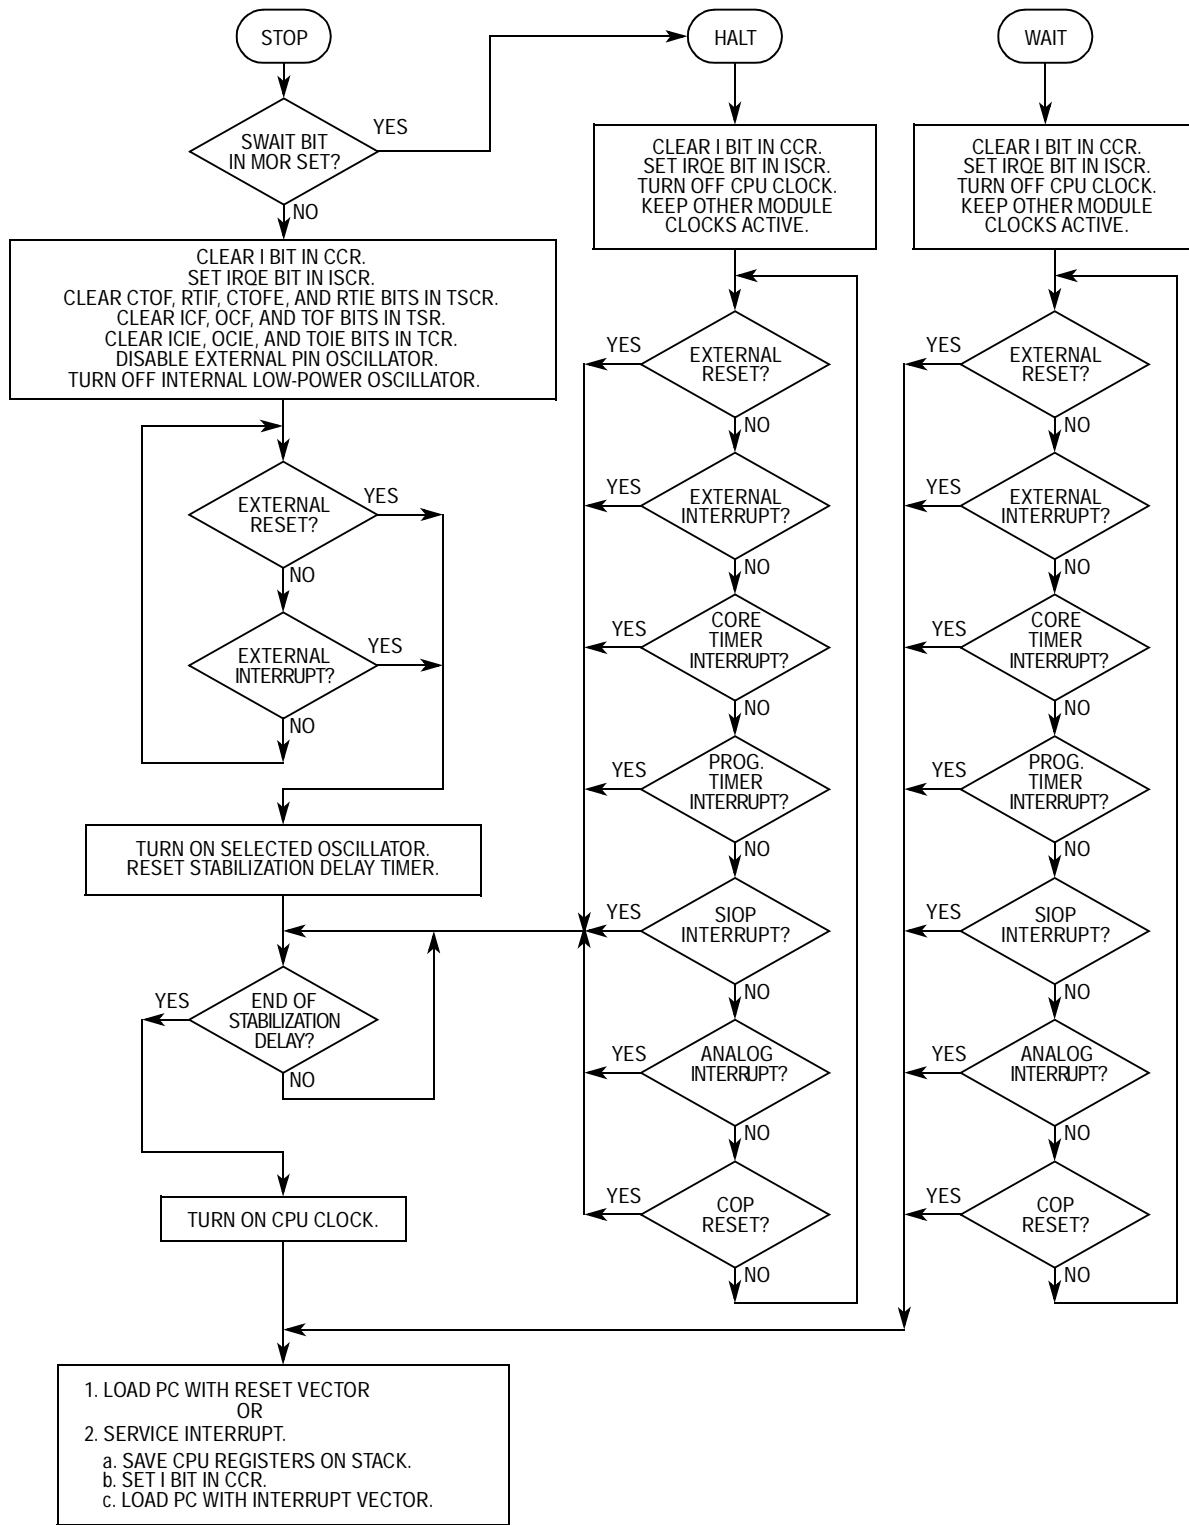 STOP
HALT
WAIT
SWAIT BIT
IN MOR SET?
YES
NO
CLEAR I BIT IN CCR.
SET IRQE BIT IN ISCR.
CLEAR CTOF, RTIF, CTOFE, AND RTIE BITS IN TSCR.
CLEAR ICF, OCF, AND TOF BITS IN TSR.
CLEAR ICIE, OCIE, AND TOIE BITS IN TCR.
DISABLE EXTERNAL PIN OSCILLATOR.
TURN OFF INTERNAL LOW-POWER OSCILLATOR.
EXTERNAL
RESET?
YES
NO
EXTERNAL
INTERRUPT?
YES
NO
TURN ON SELECTED OSCILLATOR.
RESET STABILIZATION DELAY TIMER.
END OF
STABILIZATION
DELAY?
YES
NO
TURN ON CPU CLOCK.
1. LOAD PC WITH RESET VECTOR
OR
2. SERVICE INTERRUPT.
a. SAVE CPU REGISTERS ON STACK.
b. SET I BIT IN CCR.
c. LOAD PC WITH INTERRUPT VECTOR.
CLEAR I BIT IN CCR.
SET IRQE BIT IN ISCR.
TURN OFF CPU CLOCK.
KEEP OTHER MODULE
CLOCKS ACTIVE.
EXTERNAL
RESET?
YES
NO
EXTERNAL
INTERRUPT?
YES
NO
CORE
TIMER
INTERRUPT?
YES
NO
PROG.
TIMER
INTERRUPT?
YES
NO
SIOP
INTERRUPT?
YES
NO
ANALOG
INTERRUPT?
YES
NO
COP
RESET?
YES
NO
CLEAR I BIT IN CCR.
SET IRQE BIT IN ISCR.
TURN OFF CPU CLOCK.
KEEP OTHER MODULE
CLOCKS ACTIVE.
EXTERNAL
RESET?
YES
NO
EXTERNAL
INTERRUPT?
YES
NO
CORE
TIMER
INTERRUPT?
YES
NO
PROG.
TIMER
INTERRUPT?
YES
NO
SIOP
INTERRUPT?
YES
NO
ANALOG
INTERRUPT?
YES
NO
COP
RESET?
YES
NO